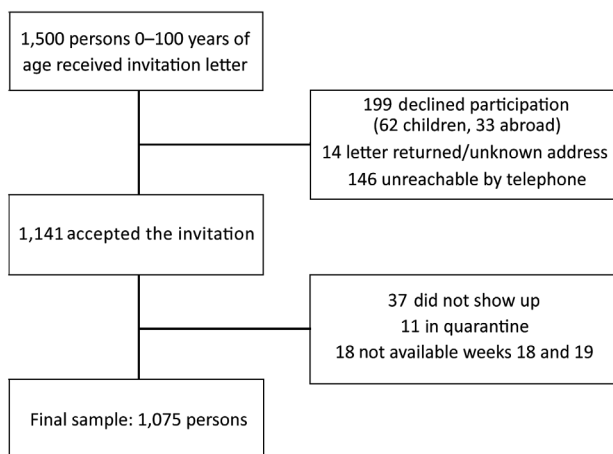 1,500 persons 0–100 years of
age received invitation letter
199 declined participation
(62 children, 33 abroad)
14 letter returned/unknown address
146 unreachable by telephone
1,141 accepted the invitation
37 did not show up
11 in quarantine
18 not available weeks 18 and 19
Final sample: 1,075 persons